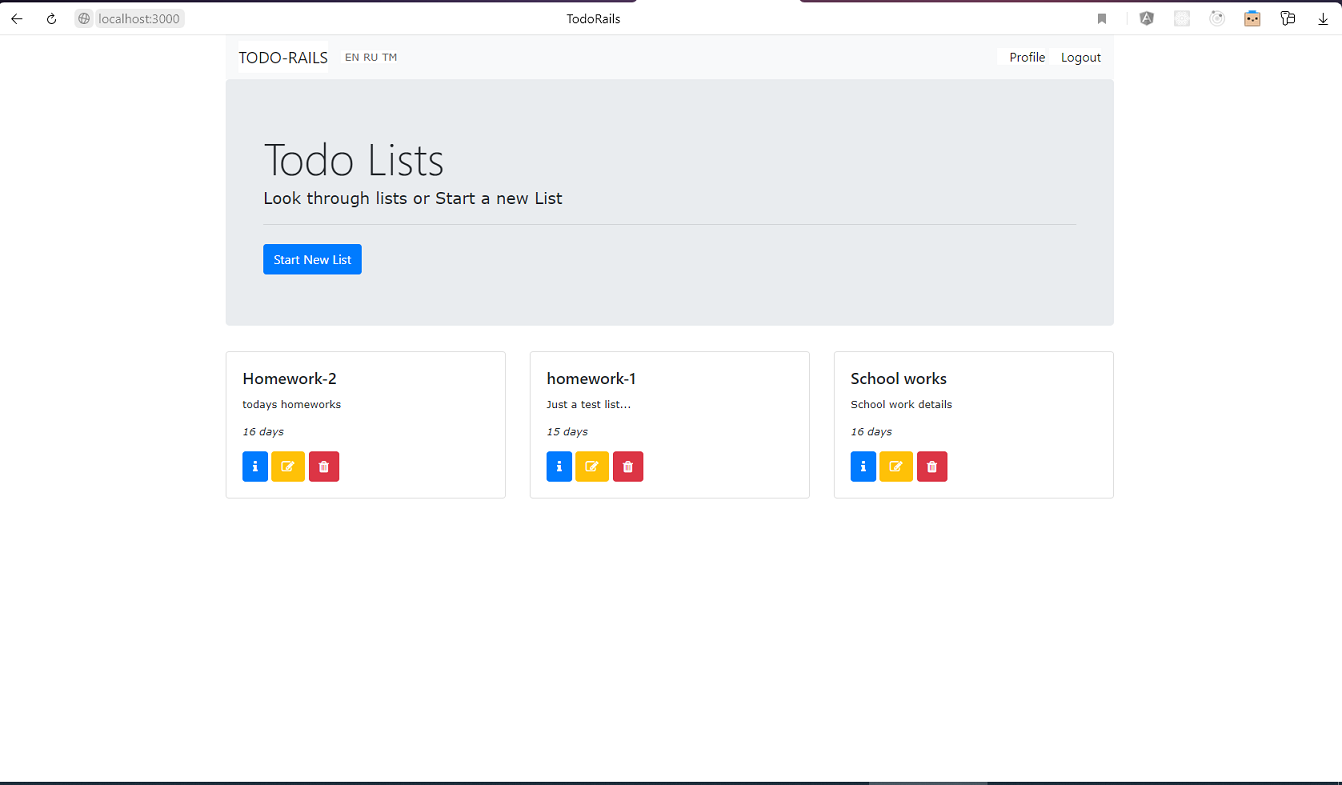 localhost:3000
TodoRails
TODO-RAILS EN RU TM Profile Logout
Todo Lists
Look through lists or Start a new List
Start New List
Homework-2
todays homeworks
16 days
homework-1
Just a test list...
15 days
School works
School work details
16 days